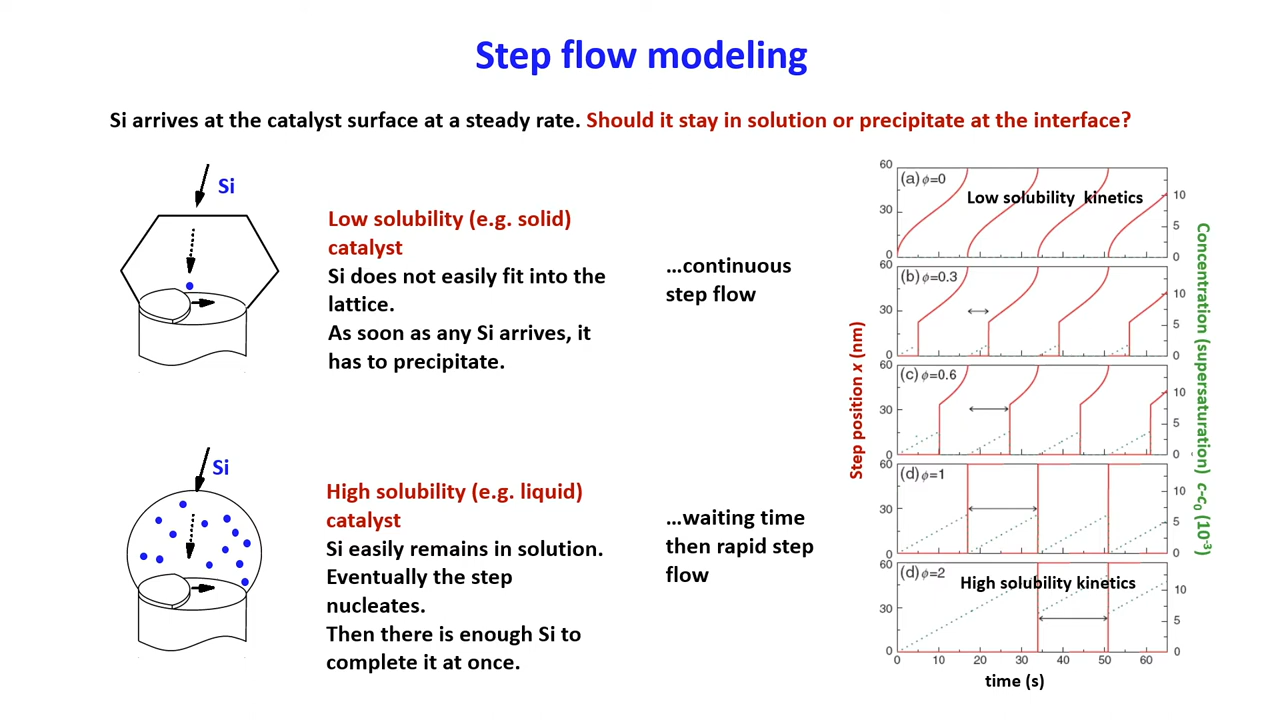 Step flow modeling
Si arrives at the catalyst surface at a steady rate. Should it stay in solution or precipitate at the interface?
Si
Low solubility (e.g. solid)
catalyst
Si does not easily fit into the
lattice.
As soon as any Si arrives, it
has to precipitate.
…continuous
step flow
Si
High solubility (e.g. liquid)
catalyst
Si easily remains in solution.
Eventually the step
nucleates.
Then there is enough Si to
complete it at once.
…waiting time
then rapid step
flow
Step position x (nm)
60
30
0
(a) ϕ=0
Low solubility kinetics
10
5
0
60
30
0
(b) ϕ=0.3
10
5
0
60
30
0
(c) ϕ=0.6
10
5
0
60
30
0
(d) ϕ=1
10
5
0
60
30
0
(d) ϕ=2
High solubility kinetics
10
5
0
0 10 20 30 40 50 60
time (s)
Concentration (supersaturation) c-c₀ (10⁻³)